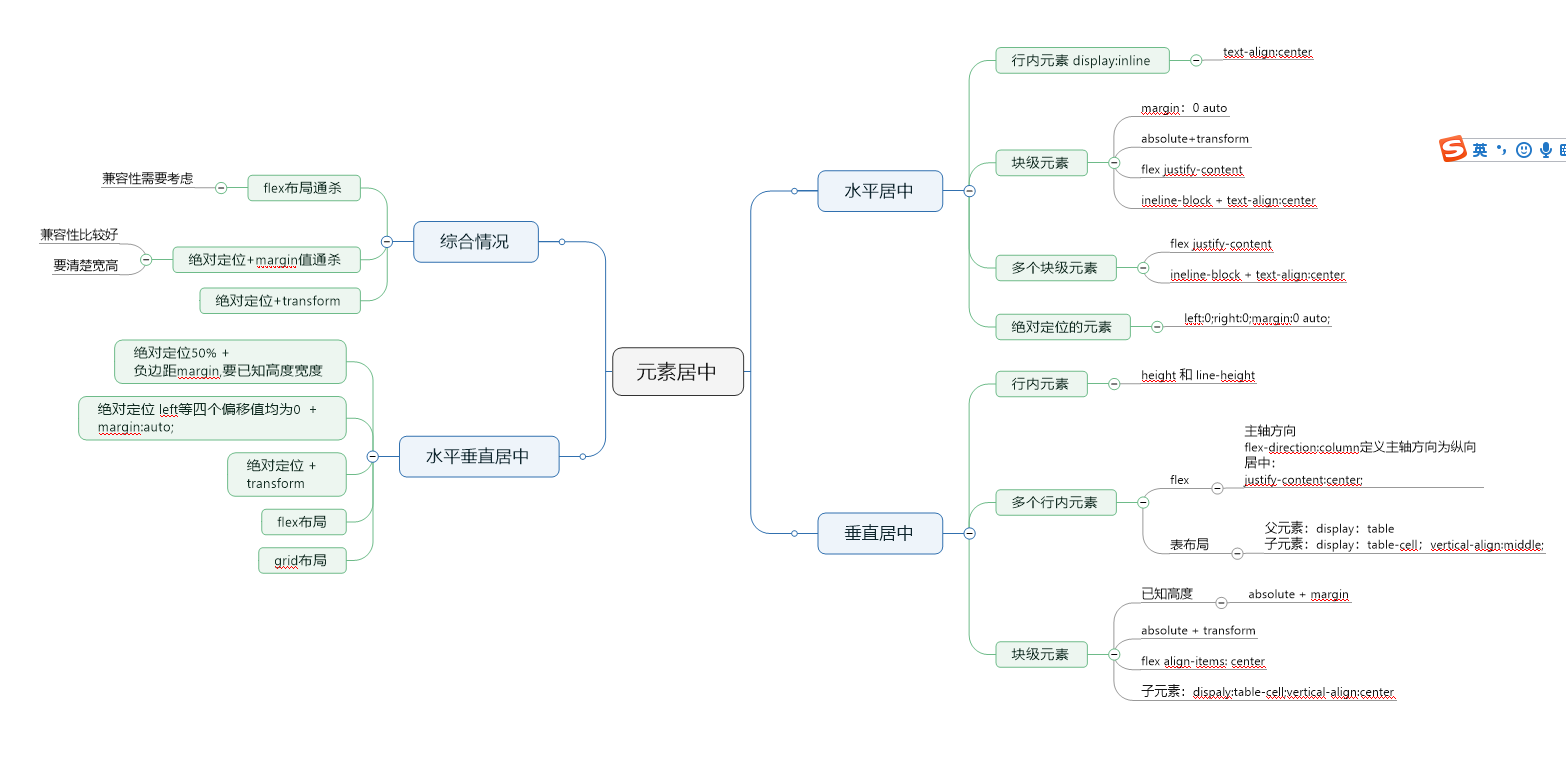 元素居中
水平居中
行内元素 display:inline
text-align:center
块级元素
margin：0 auto
absolute+transform
flex justify-content
ineline-block + text-align:center
多个块级元素
flex justify-content
ineline-block + text-align:center
绝对定位的元素
left:0;right:0;margin:0 auto;
垂直居中
行内元素
height 和 line-height
多个行内元素
flex
主轴方向
flex-direction:column定义主轴方向为纵向
居中：
justify-content:center;
表布局
父元素：display：table
子元素：display：table-cell；vertical-align:middle;
块级元素
已知高度
absolute + margin
absolute + transform
flex align-items: center
子元素：dispaly:table-cell;vertical-align:center
综合情况
flex布局通杀
兼容性需要考虑
绝对定位+margin值通杀
兼容性比较好
要清楚宽高
绝对定位+transform
水平垂直居中
绝对定位50% +
负边距margin,要已知高度宽度
绝对定位 left等四个偏移值均为0 +
margin:auto;
绝对定位 +
transform
flex布局
grid布局
英